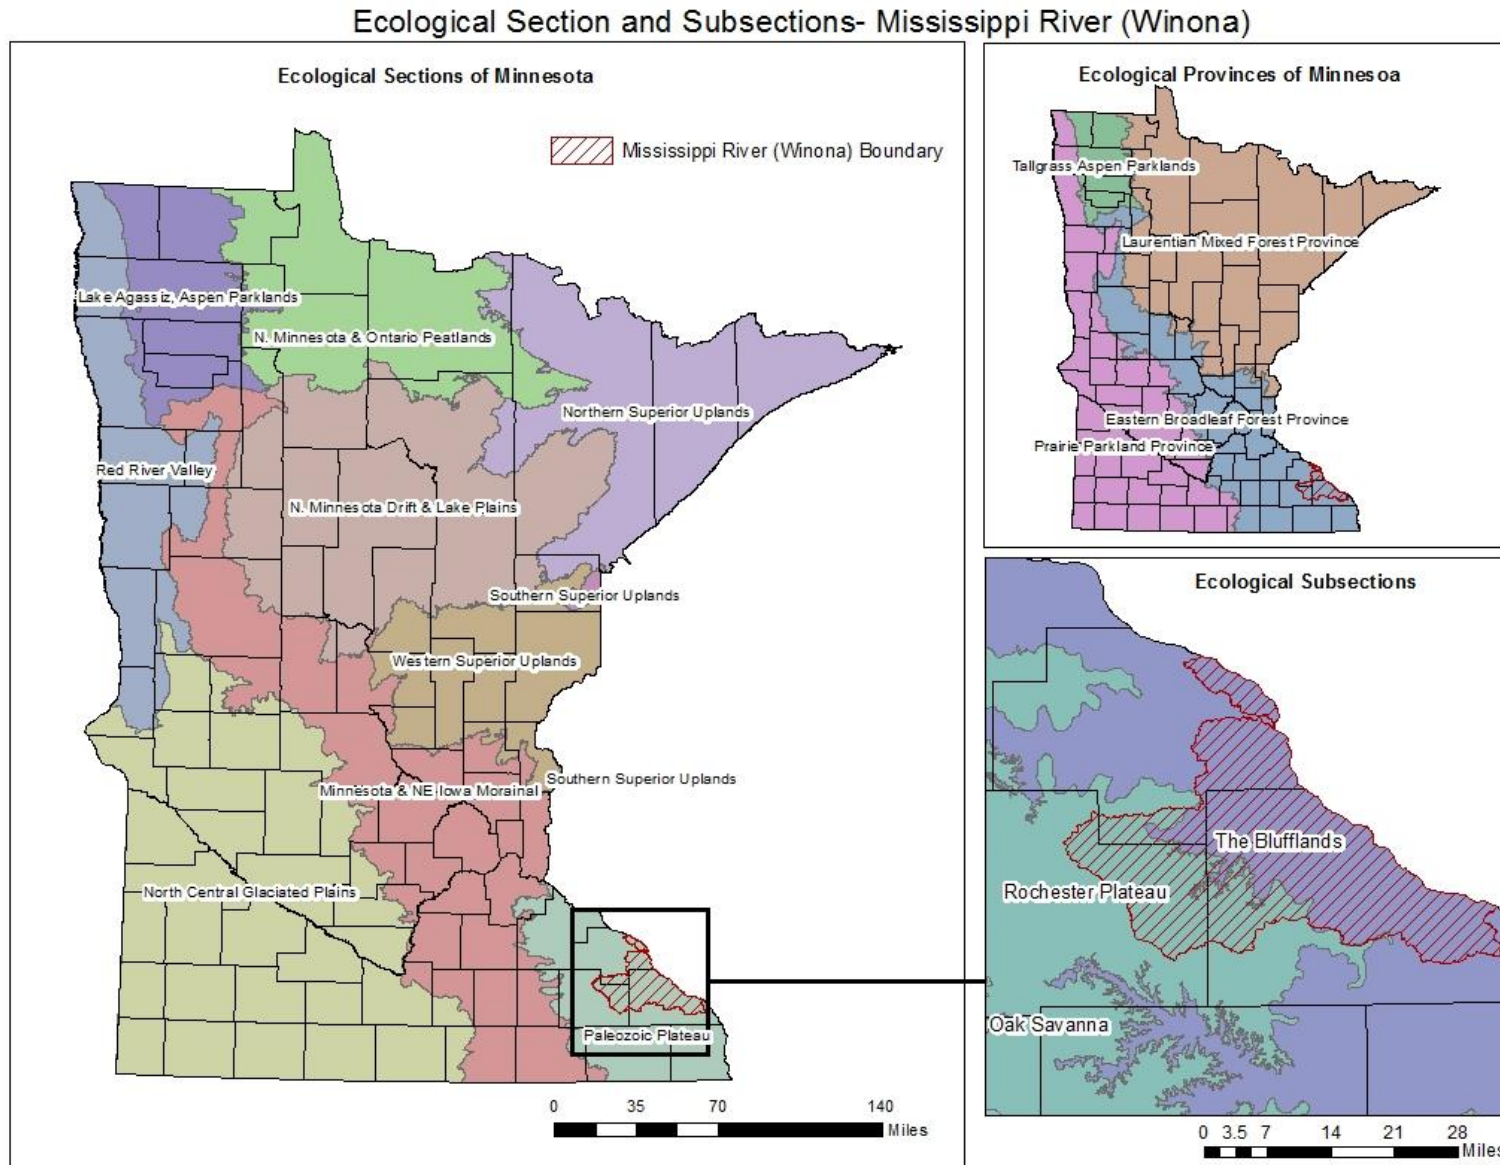 Ecological Section and Subsections- Mississippi River (Winona)
Ecological Sections of Minnesota
Mississippi River (Winona) Boundary
Lake Agassiz, Aspen Parklands
N. Minnesota & Ontario Peatlands
Northern Superior Uplands
Red River Valley
N. Minnesota Drift & Lake Plains
Southern Superior Uplands
Western Superior Uplands
Southern Superior Uplands
Minnesota & NE Iowa Morainal
North Central Glaciated Plains
Paleozoic Plateau
0 35 70 140
Miles
Ecological Provinces of Minnesoa
Tallgrass Aspen Parklands
Laurentian Mixed Forest Province
Eastern Broadleaf Forest Province
Prairie Parkland Province
Ecological Subsections
The Blufflands
Rochester Plateau
Oak Savanna
0 3.5 7 14 21 28
Miles